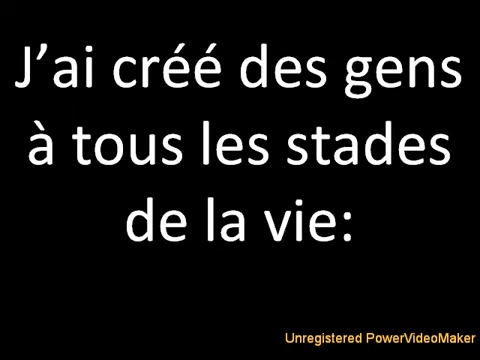 J’ai créé des gens
à tous les stades
de la vie:
Unregistered PowerVideoMaker